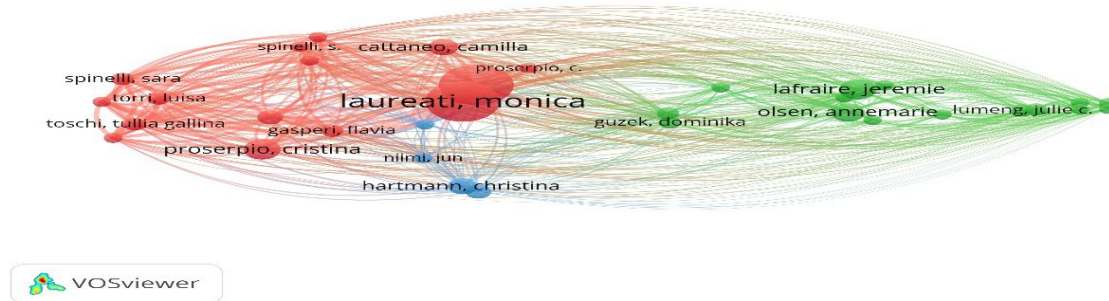 spinelli, s.
cattaneo, camilla
proserpio, c.
spinelli, sara
torri, luisa
laureati, monica
lafraire, jeremie
olsen, annemarie
lumeng, julie c.
toschi, tullia gallina
gasperi, flavia
guzek, dominika
proserpio, cristina
niimi, jun
hartmann, christina
VOSviewer